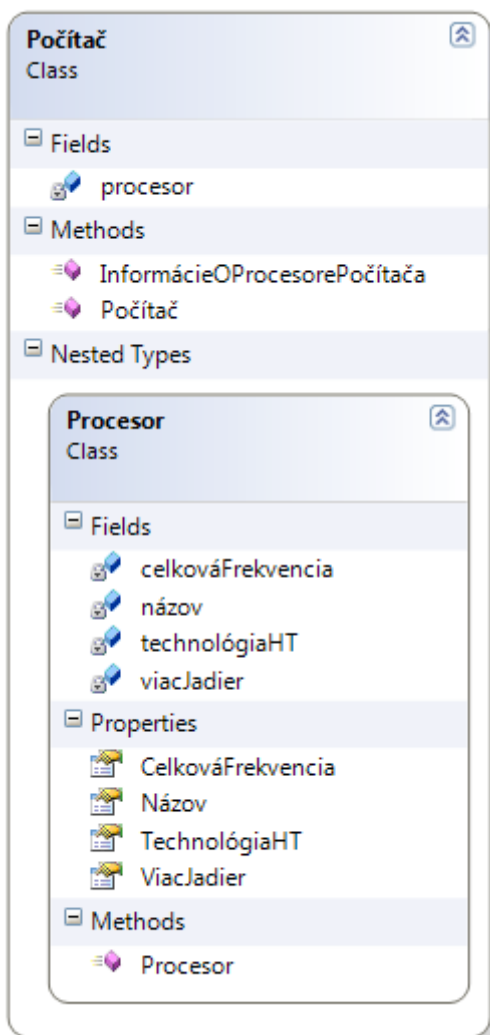 Počítač
Class
Fields
procesor
Methods
InformácieOProcesorePočítača
Počítač
Nested Types
Procesor
Class
Fields
celkováFrekvencia
názov
technológiaHT
viacJadier
Properties
CelkováFrekvencia
Názov
TechnológiaHT
ViacJadier
Methods
Procesor